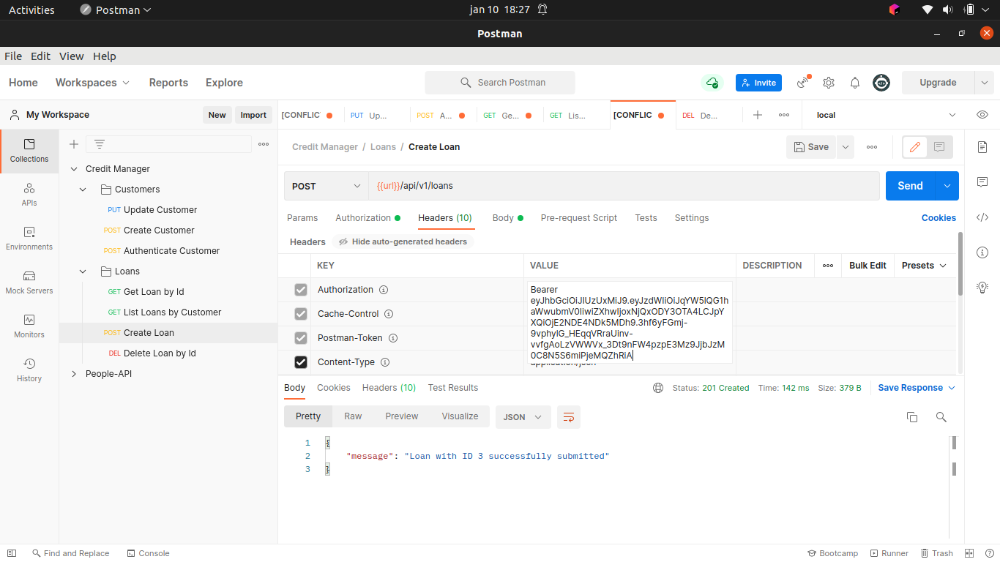 Activities
Postman
jan 10 18:27
Postman
File Edit View Help
Home Workspaces Reports Explore
Search Postman
Invite
Upgrade
My Workspace
New Import
[CONFLIC
PUT Up...
POST A...
GET Ge...
GET Lis...
[CONFLIC
DEL De...
local
Collections
APIs
Environments
Mock Servers
Monitors
History
Credit Manager
Customers
PUT Update Customer
POST Create Customer
POST Authenticate Customer
Loans
GET Get Loan by Id
GET List Loans by Customer
POST Create Loan
DEL Delete Loan by Id
People-API
Credit Manager / Loans / Create Loan
Save
POST
{{url}}/api/v1/loans
Send
Params Authorization Headers (10) Body Pre-request Script Tests Settings
Cookies
Headers Hide auto-generated headers
KEY VALUE DESCRIPTION Bulk Edit Presets
Authorization
Bearer
eyJhbGciOiJIUzUxMiJ9.eyJzdWIiOiJqYW5lQG1h
aWwubmV0IiwiZXhwIjoxNjQxODY3OTA4LCJpY
XQiOjE2NDE4NDk5MDh9.3hf6yFGmj-
9vphylG_HEqqVRraUinv-
vvfgAoLzVWWVx_3Dt9nFW4pzpE3Mz9JjbJzM
0C8N5S6miPjeMQZhRiA
Cache-Control
Postman-Token
Content-Type
application/json
Body Cookies Headers (10) Test Results
Status: 201 Created Time: 142 ms Size: 379 B
Save Response
Pretty Raw Preview Visualize JSON
1 {
2 "message": "Loan with ID 3 successfully submitted"
3 }
Find and Replace Console
Bootcamp Runner Trash